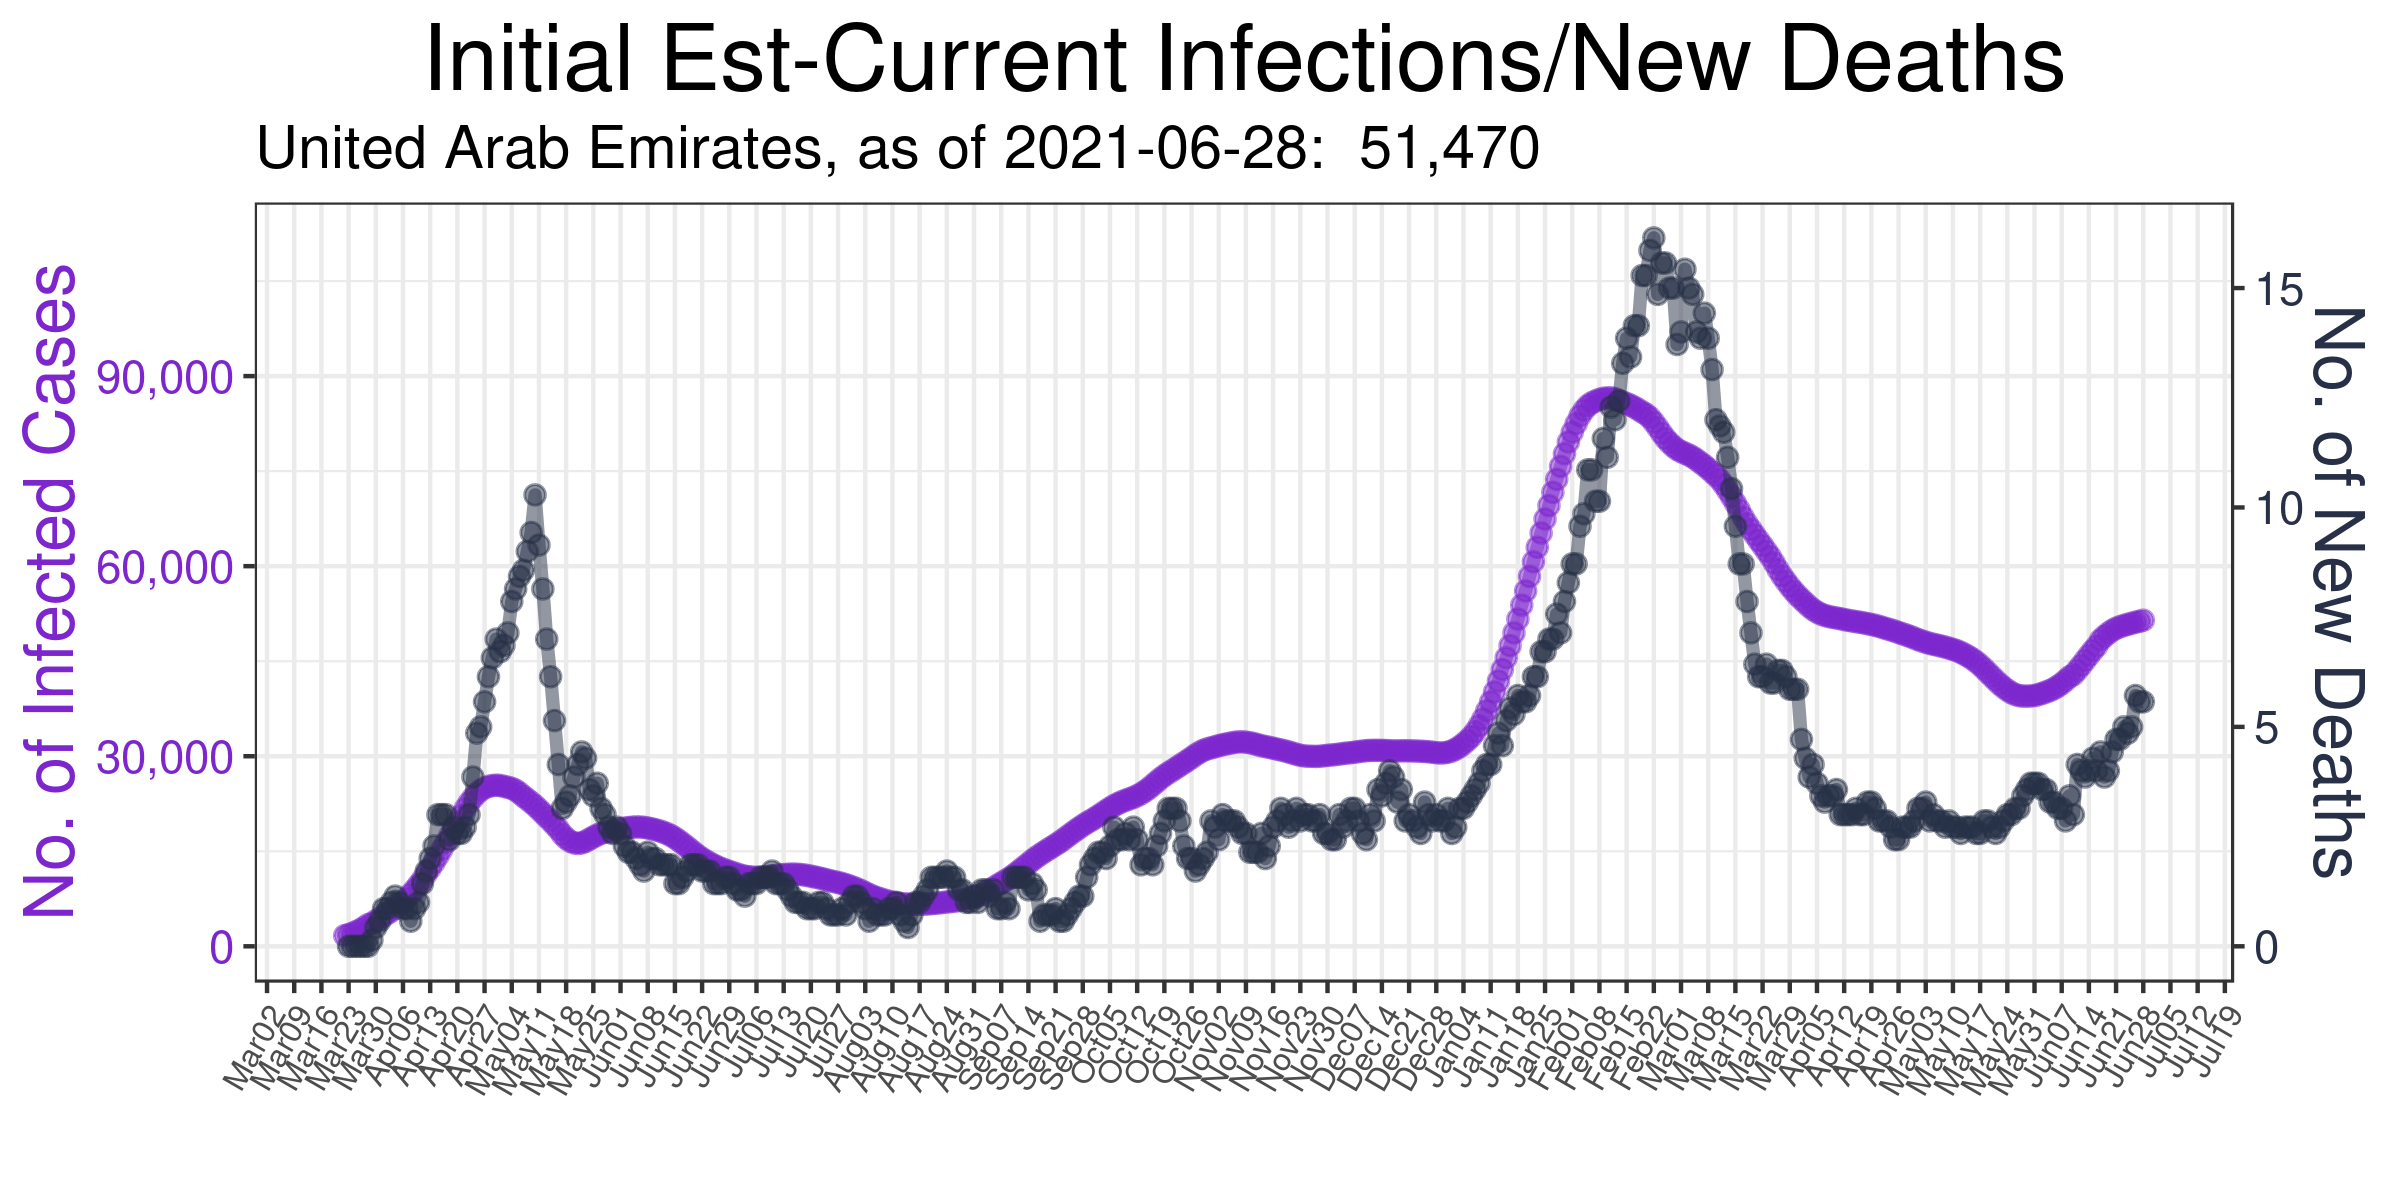 Initial Est-Current Infections/New Deaths
United Arab Emirates, as of 2021-06-28: 51,470
No. of Infected Cases
90,000
60,000
30,000
0
15
10
5
0
No. of New Deaths
Mar02
Mar09
Mar16
Mar23
Mar30
Apr06
Apr13
Apr20
Apr27
May04
May11
May18
May25
Jun01
Jun08
Jun15
Jun22
Jun29
Jul06
Jul13
Jul20
Jul27
Aug03
Aug10
Aug17
Aug24
Aug31
Sep07
Sep14
Sep21
Sep28
Oct05
Oct12
Oct19
Oct26
Nov02
Nov09
Nov16
Nov23
Nov30
Dec07
Dec14
Dec21
Dec28
Jan04
Jan11
Jan18
Jan25
Feb01
Feb08
Feb15
Feb22
Mar01
Mar08
Mar15
Mar22
Mar29
Apr05
Apr12
Apr19
Apr26
May03
May10
May17
May24
May31
Jun07
Jun14
Jun21
Jun28
Jul05
Jul12
Jul19